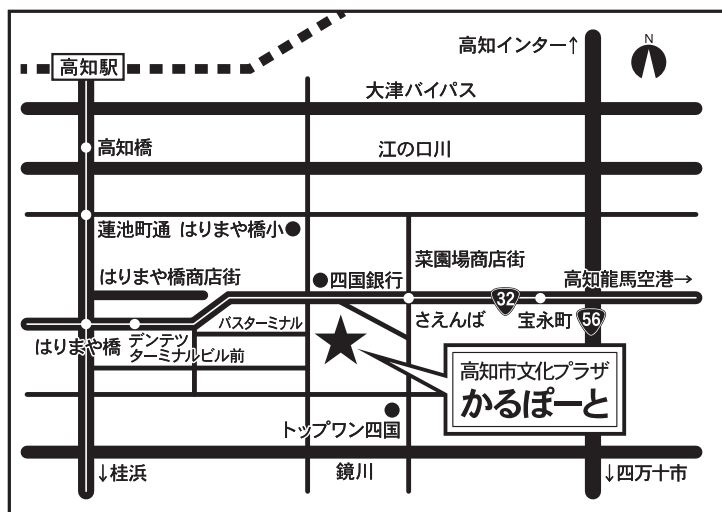 高知インター↑
N
高知駅
大津バイパス
高知橋
江の口川
蓮池町通
はりまや橋小
菜園場商店街
はりまや橋商店街
四国銀行
高知龍馬空港→
32
さえんば
宝永町
56
バスターミナル
はりまや橋
デンテツ
ターミナルビル前
高知市文化プラザ
かるぽーと
トップワン四国
↓桂浜
鏡川
↓四万十市